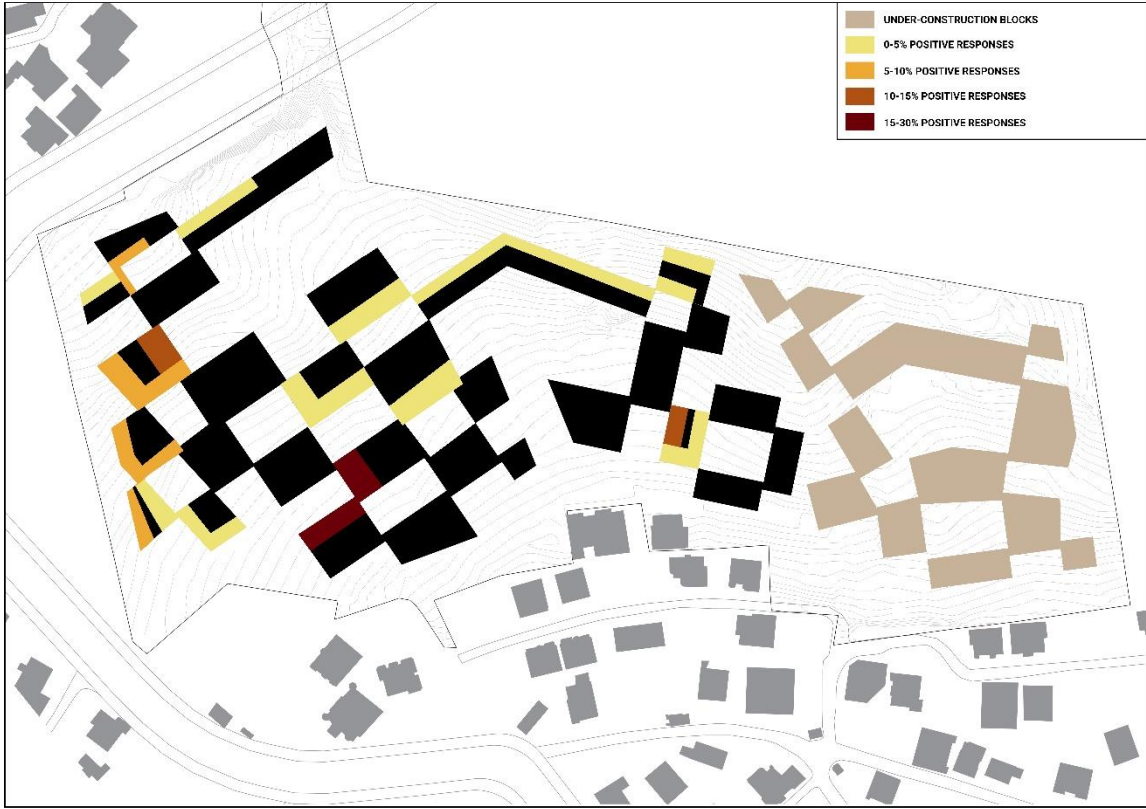 UNDER-CONSTRUCTION BLOCKS
0-5% POSITIVE RESPONSES
5-10% POSITIVE RESPONSES
10-15% POSITIVE RESPONSES
15-30% POSITIVE RESPONSES